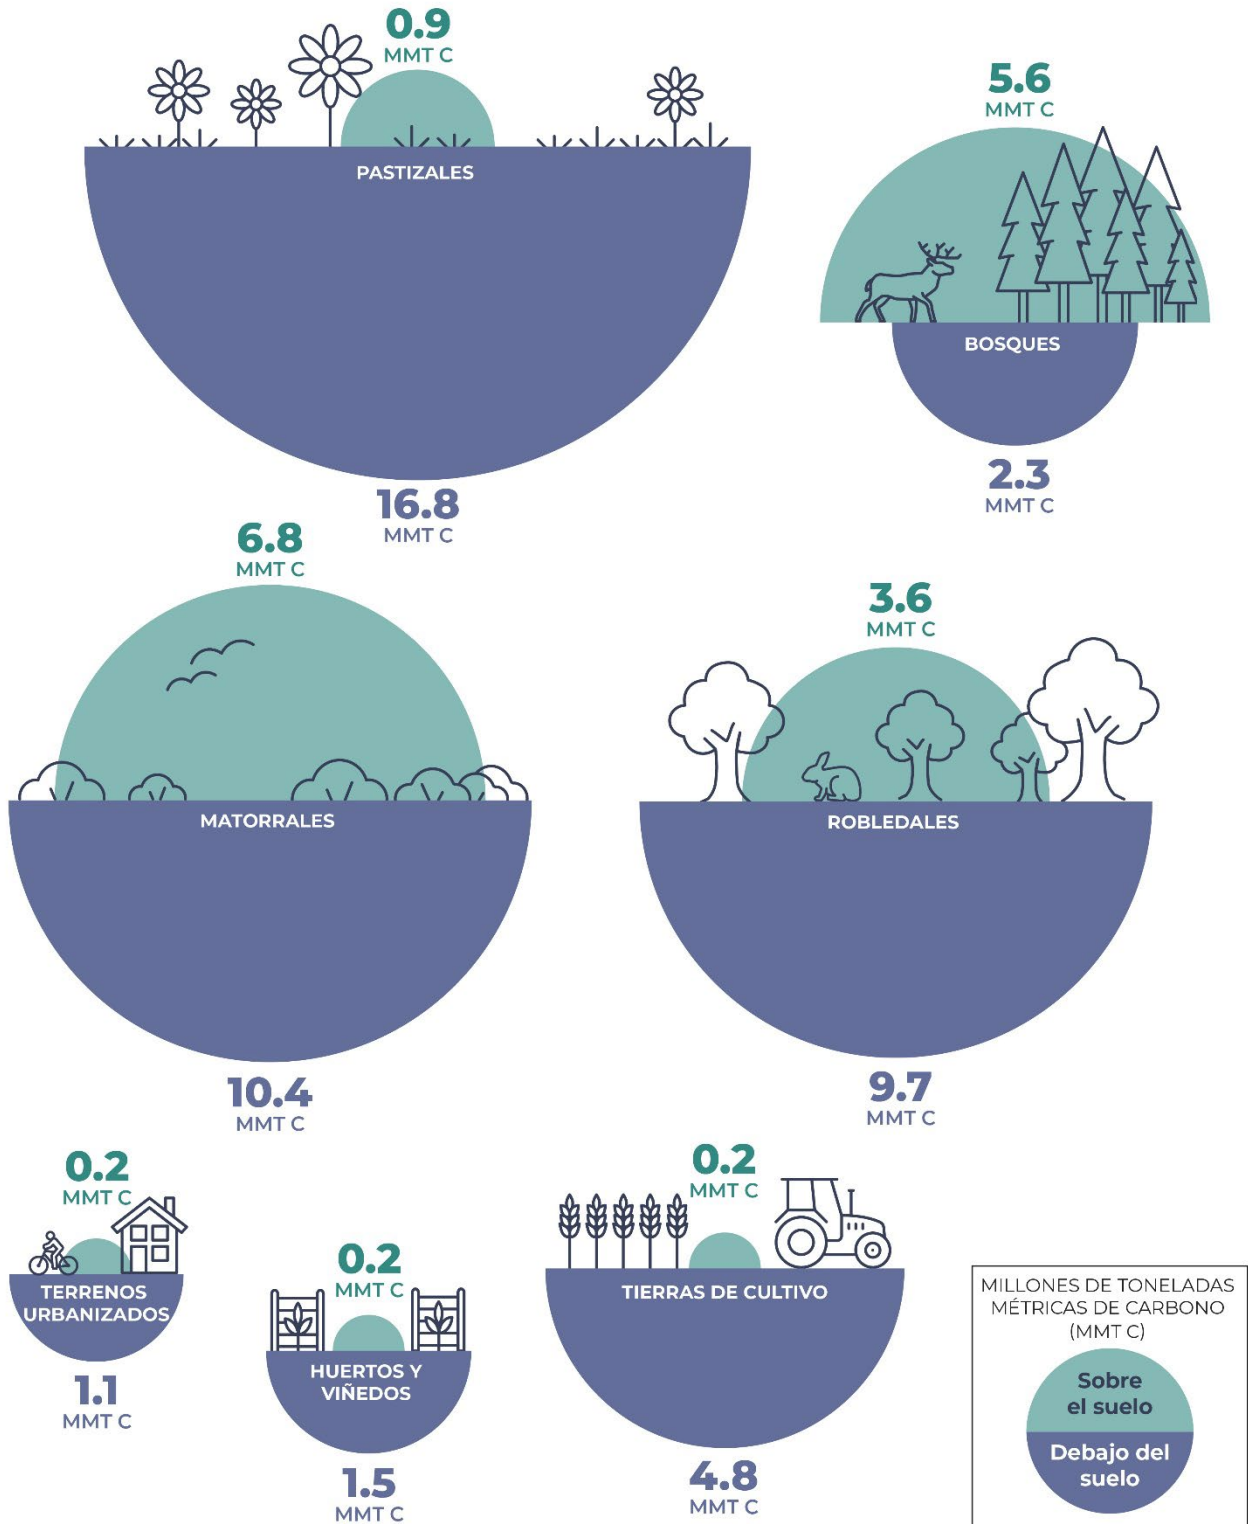 0.9
MMT C
PASTIZALES
16.8
MMT C
5.6
MMT C
BOSQUES
2.3
MMT C
6.8
MMT C
MATORRALES
10.4
MMT C
3.6
MMT C
ROBLEDALES
9.7
MMT C
0.2
MMT C
TERRENOS
URBANIZADOS
1.1
MMT C
0.2
MMT C
HUERTOS Y
VIÑEDOS
1.5
MMT C
0.2
MMT C
TIERRAS DE CULTIVO
4.8
MMT C
MILLONES DE TONELADAS
MÉTRICAS DE CARBONO
(MMT C)
Sobre
el suelo
Debajo del
suelo